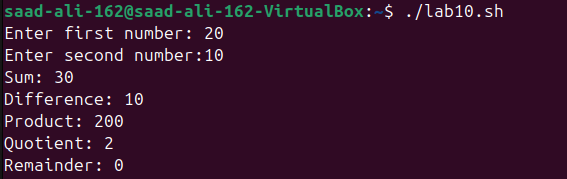 saad-ali-162@saad-ali-162-VirtualBox:~$ ./lab10.sh
Enter first number: 20
Enter second number:10
Sum: 30
Difference: 10
Product: 200
Quotient: 2
Remainder: 0